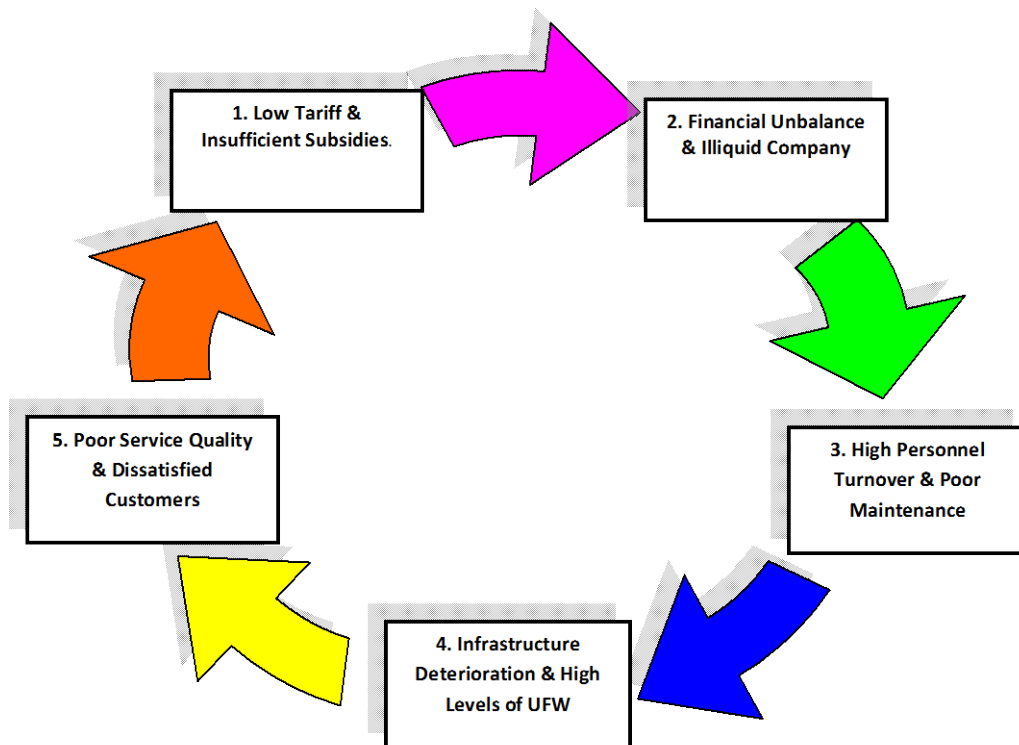 1. Low Tariff &
Insufficient Subsidies.
2. Financial Unbalance
& Illiquid Company
3. High Personnel
Turnover & Poor
Maintenance
4. Infrastructure
Deterioration & High
Levels of UFW
5. Poor Service Quality
& Dissatisfied
Customers